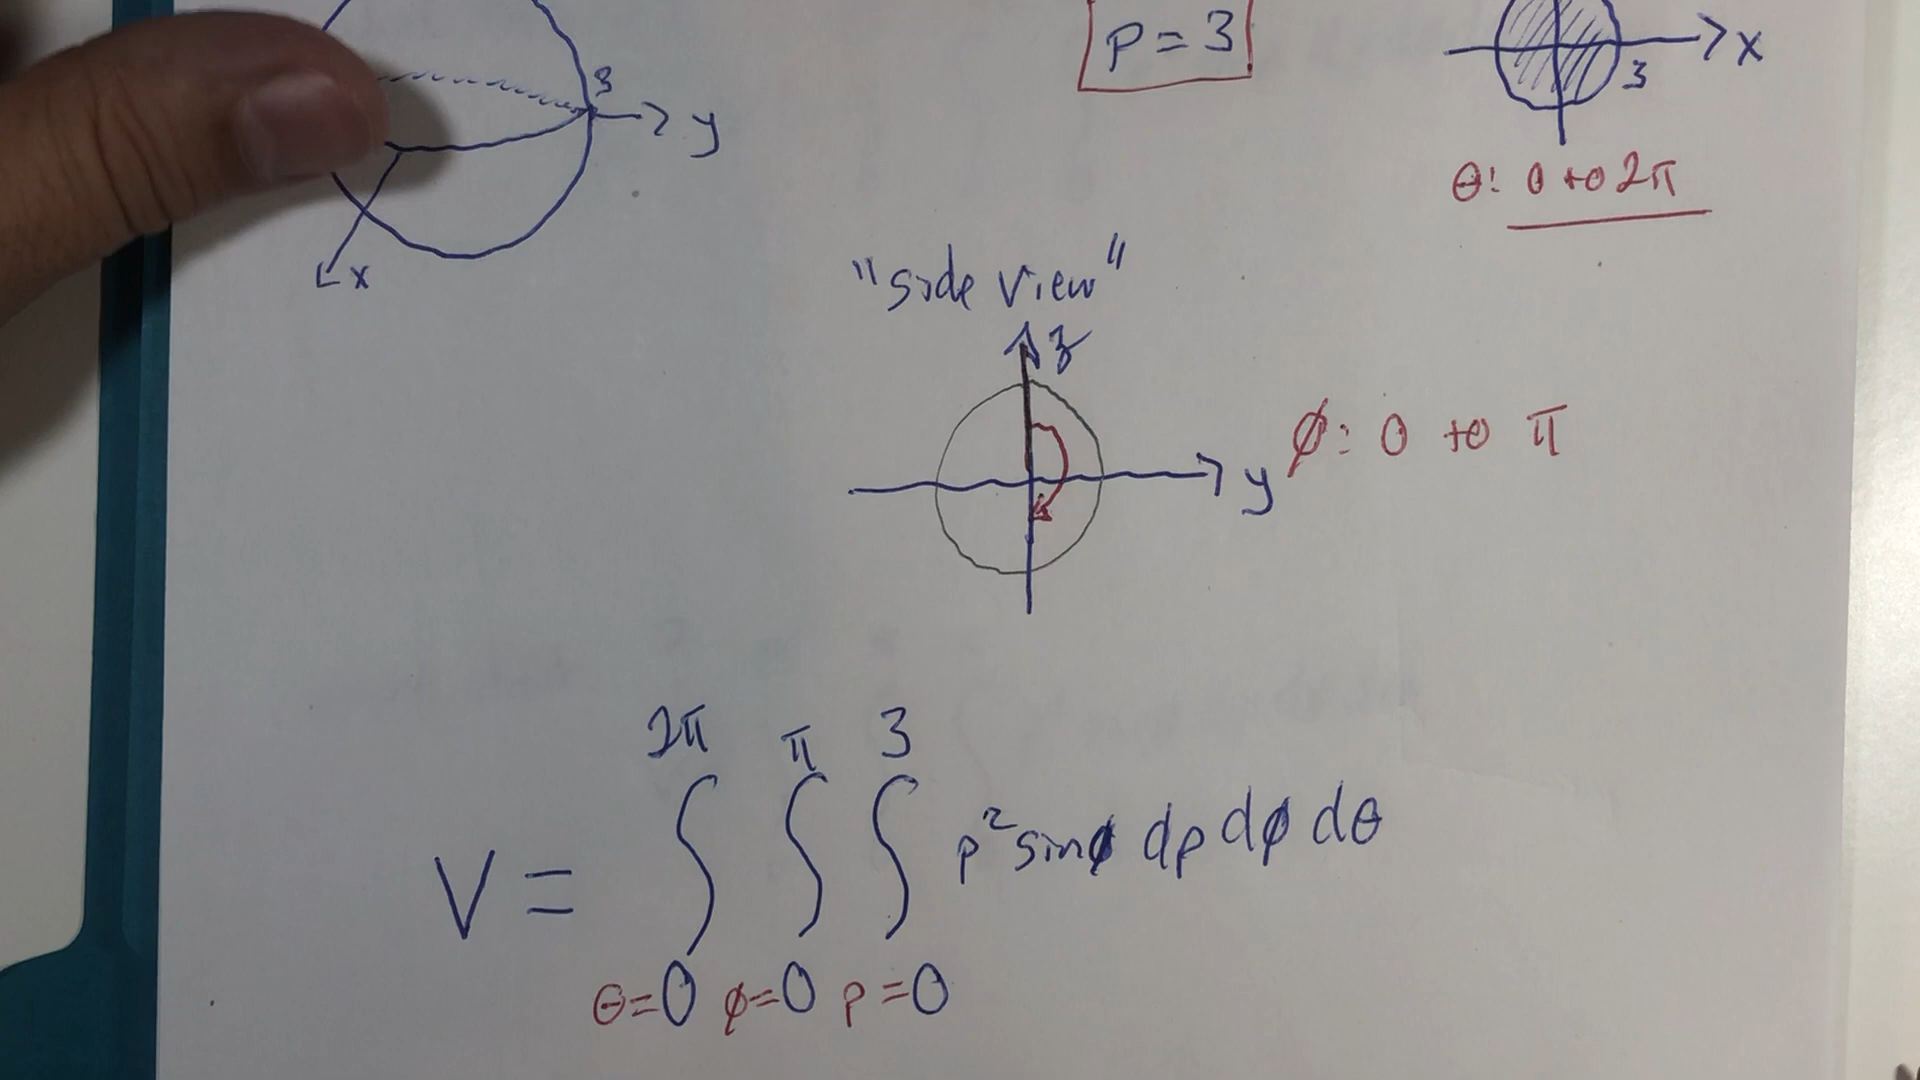 ρ = 3
x
3
3
y
θ: 0 to 2π
x
"side view"
z
φ: 0 to π
y
2π π 3
V = ∫ ∫ ∫ ρ² sinφ dρ dφ dθ
θ=0 φ=0 ρ=0